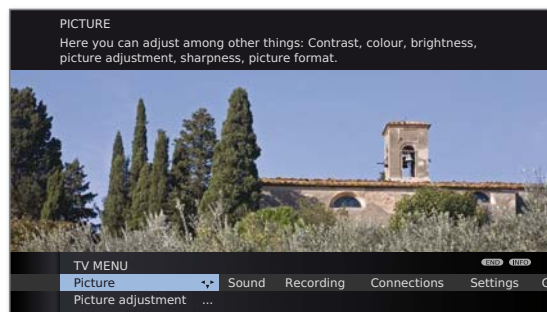 PICTURE
Here you can adjust among other things: Contrast, colour, brightness,
picture adjustment, sharpness, picture format.
TV MENU END INFO
Picture Sound Recording Connections Settings
Picture adjustment ...